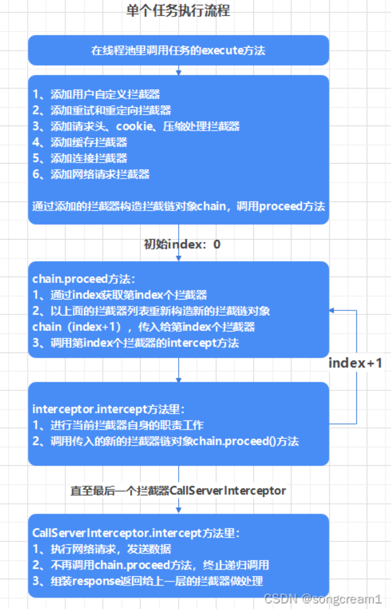 单个任务执行流程
在线程池里调用任务的execute方法
1、添加用户自定义拦截器
2、添加重试和重定向拦截器
3、添加请求头、cookie、压缩处理拦截器
4、添加缓存拦截器
5、添加连接拦截器
6、添加网络请求拦截器
通过添加的拦截器构造拦截链对象chain，调用proceed方法
初始index：0
chain.proceed方法：
1、通过index获取第index个拦截器
2、以上面的拦截器列表重新构造新的拦截链对象
chain（index+1），传入给第index个拦截器
3、调用第index个拦截器的intercept方法
index+1
interceptor.intercept方法里：
1、进行当前拦截器自身的职责工作
2、调用传入的新的拦截器链对象chain.proceed()方法
直至最后一个拦截器CallServerInterceptor
CallServerInterceptor.intercept方法里：
1、执行网络请求，发送数据
2、不再调用chain.proceed方法，终止递归调用
3、组装response返回给上一层的拦截器做处理
CSDN @songcream1